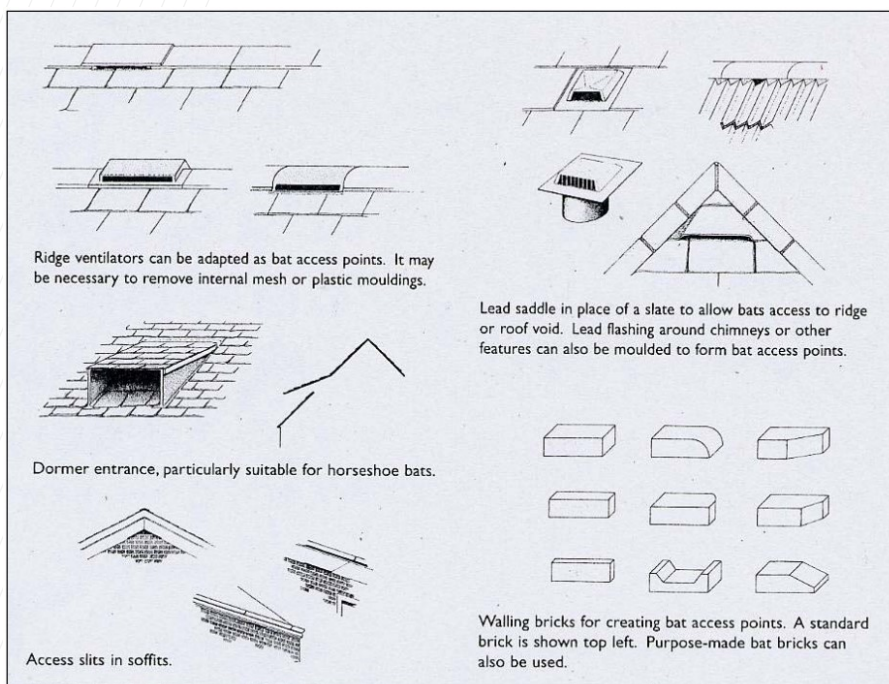 Ridge ventilators can be adapted as bat access points. It may
be necessary to remove internal mesh or plastic mouldings.
Dormer entrance, particularly suitable for horseshoe bats.
Access slits in soffits.
Lead saddle in place of a slate to allow bats access to ridge
or roof void. Lead flashing around chimneys or other
features can also be moulded to form bat access points.
Walling bricks for creating bat access points. A standard
brick is shown top left. Purpose-made bat bricks can
also be used.